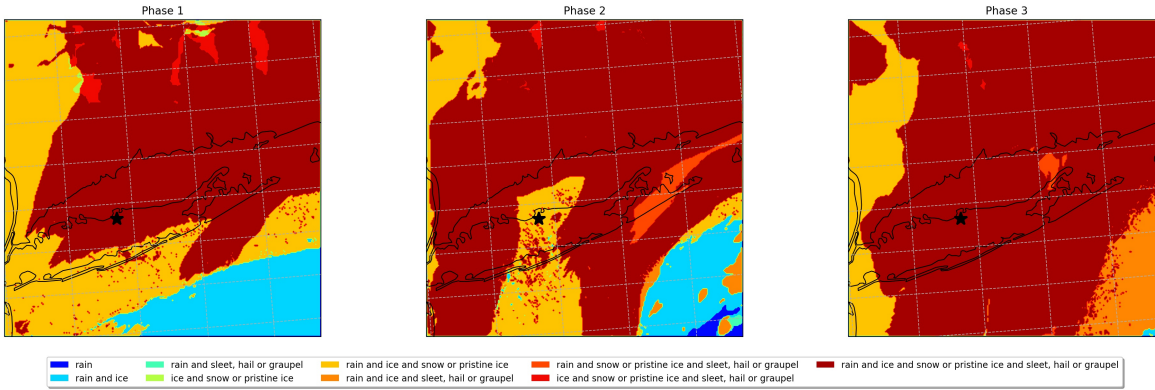 Phase 1 Phase 2 Phase 3
rain rain and sleet, hail or graupel rain and ice and snow or pristine ice rain and snow or pristine ice and sleet, hail or graupel rain and ice and snow or pristine ice and sleet, hail or graupel
rain and ice ice and snow or pristine ice rain and ice and sleet, hail or graupel ice and snow or pristine ice and sleet, hail or graupel